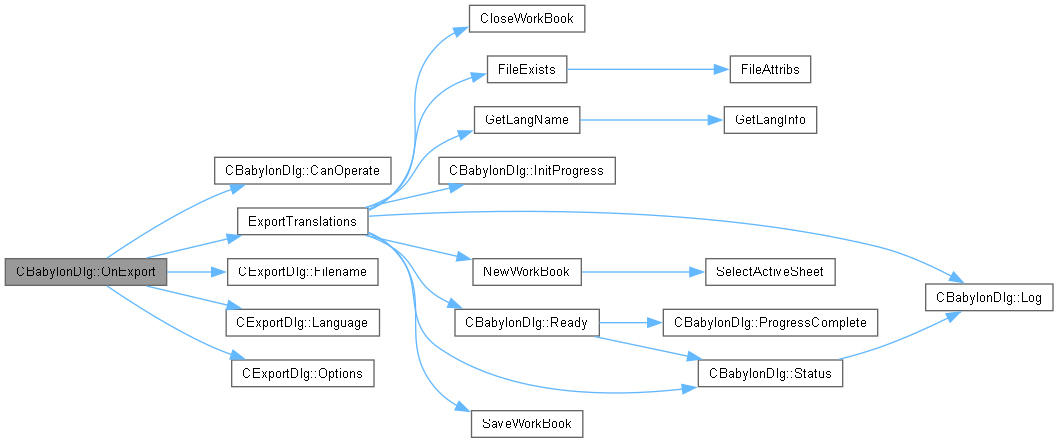 CloseWorkBook
FileExists
FileAttribs
GetLangName
GetLangInfo
CBabylonDlg::CanOperate
CBabylonDlg::InitProgress
ExportTranslations
CBabylonDlg::OnExport
CExportDlg::Filename
NewWorkBook
SelectActiveSheet
CBabylonDlg::Log
CExportDlg::Language
CBabylonDlg::Ready
CBabylonDlg::ProgressComplete
CExportDlg::Options
CBabylonDlg::Status
SaveWorkBook